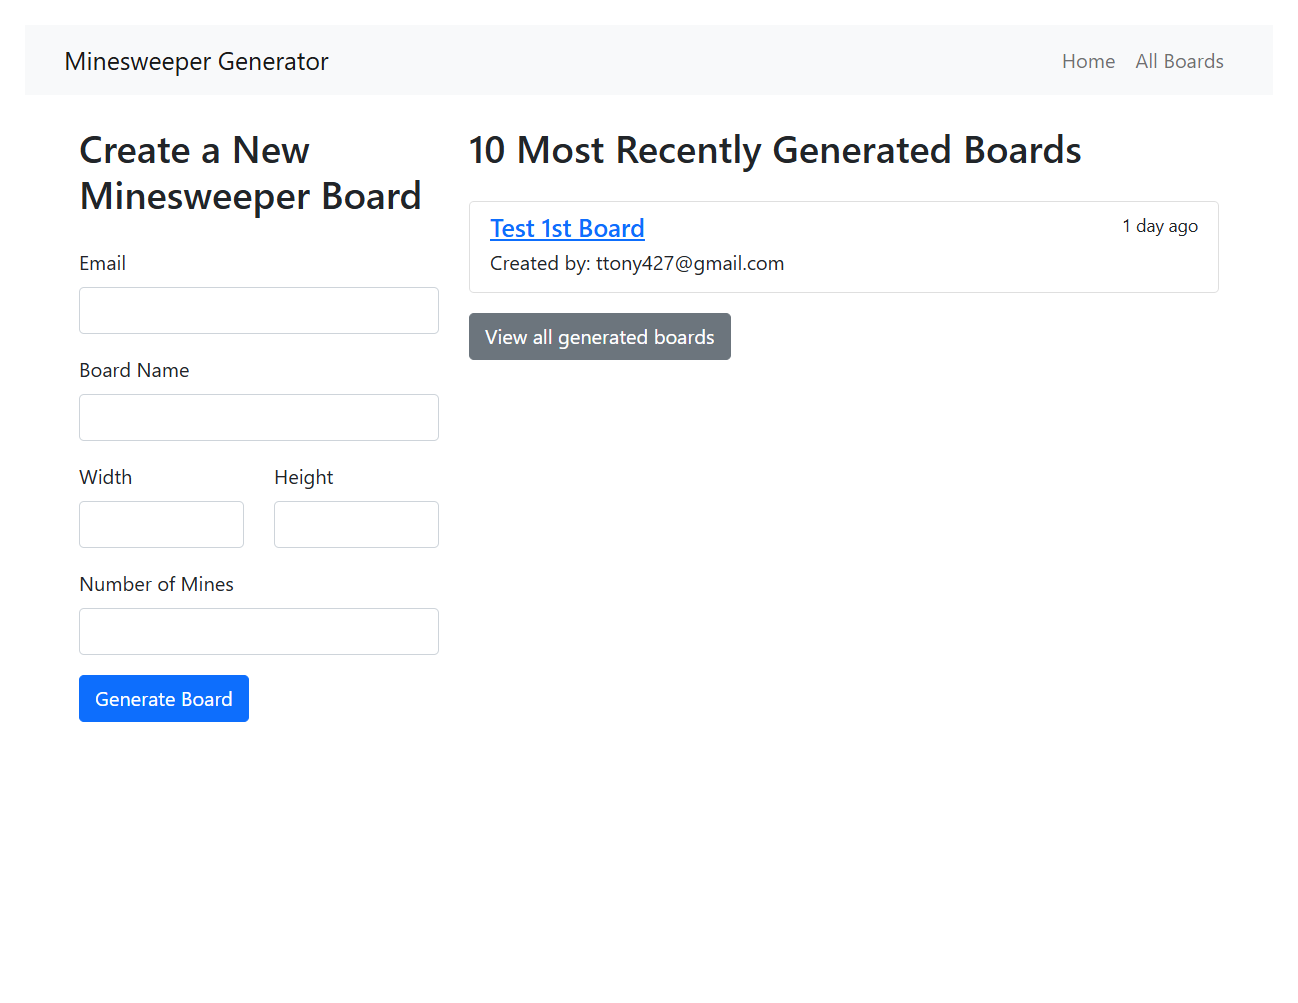 Minesweeper Generator
Home
All Boards
Create a New
Minesweeper Board
Email
Board Name
Width
Height
Number of Mines
Generate Board
10 Most Recently Generated Boards
Test 1st Board
1 day ago
Created by: ttony427@gmail.com
View all generated boards